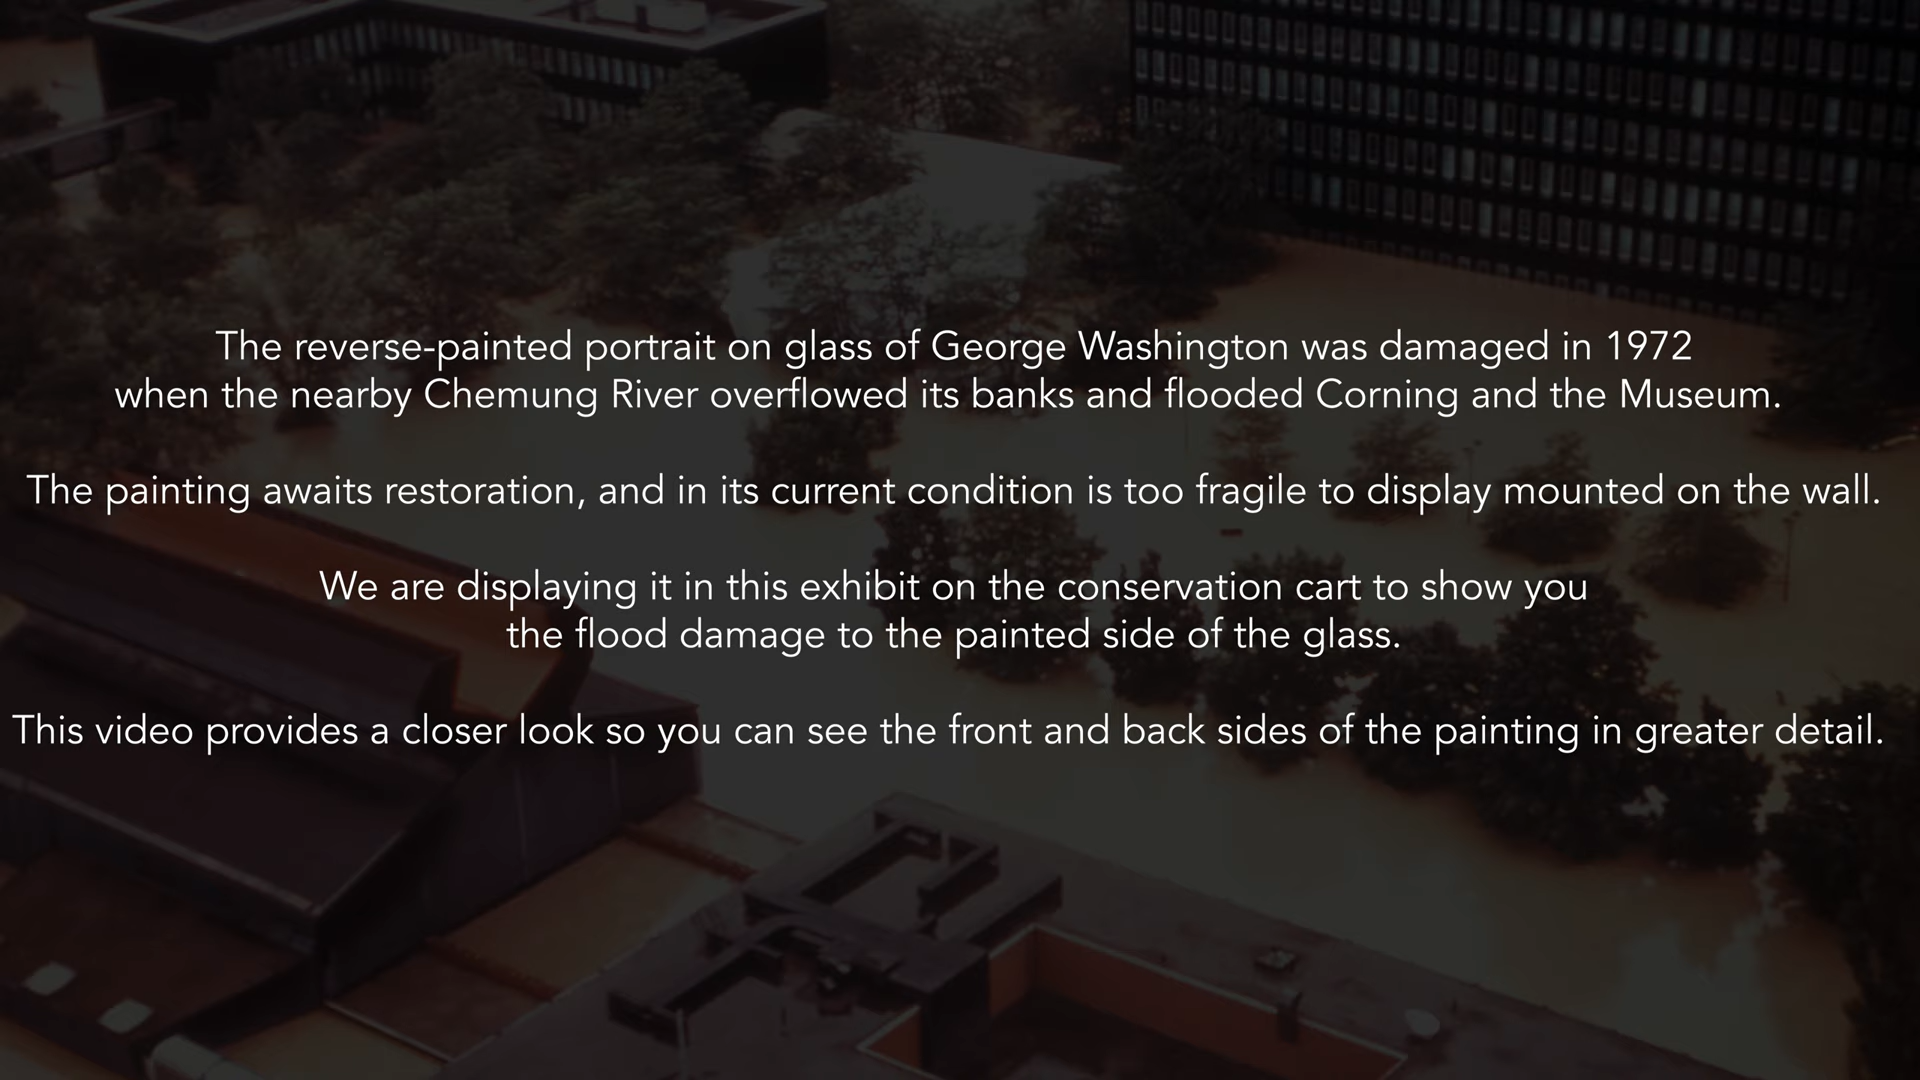 The reverse-painted portrait on glass of George Washington was damaged in 1972
when the nearby Chemung River overflowed its banks and flooded Corning and the Museum.
The painting awaits restoration, and in its current condition is too fragile to display mounted on the wall.
We are displaying it in this exhibit on the conservation cart to show you
the flood damage to the painted side of the glass.
This video provides a closer look so you can see the front and back sides of the painting in greater detail.